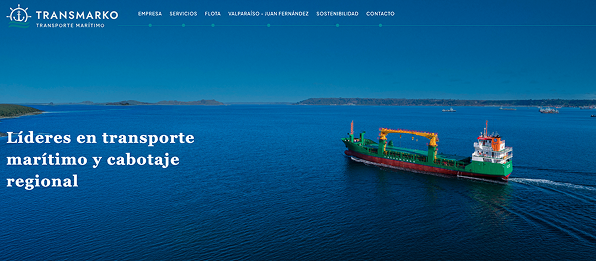 TRANSMARKO
TRANSPORTE MARÍTIMO
EMPRESA SERVICIOS FLOTA VALPARAÍSO – JUAN FERNÁNDEZ SOSTENIBILIDAD CONTACTO
Líderes en transporte
marítimo y cabotaje
regional